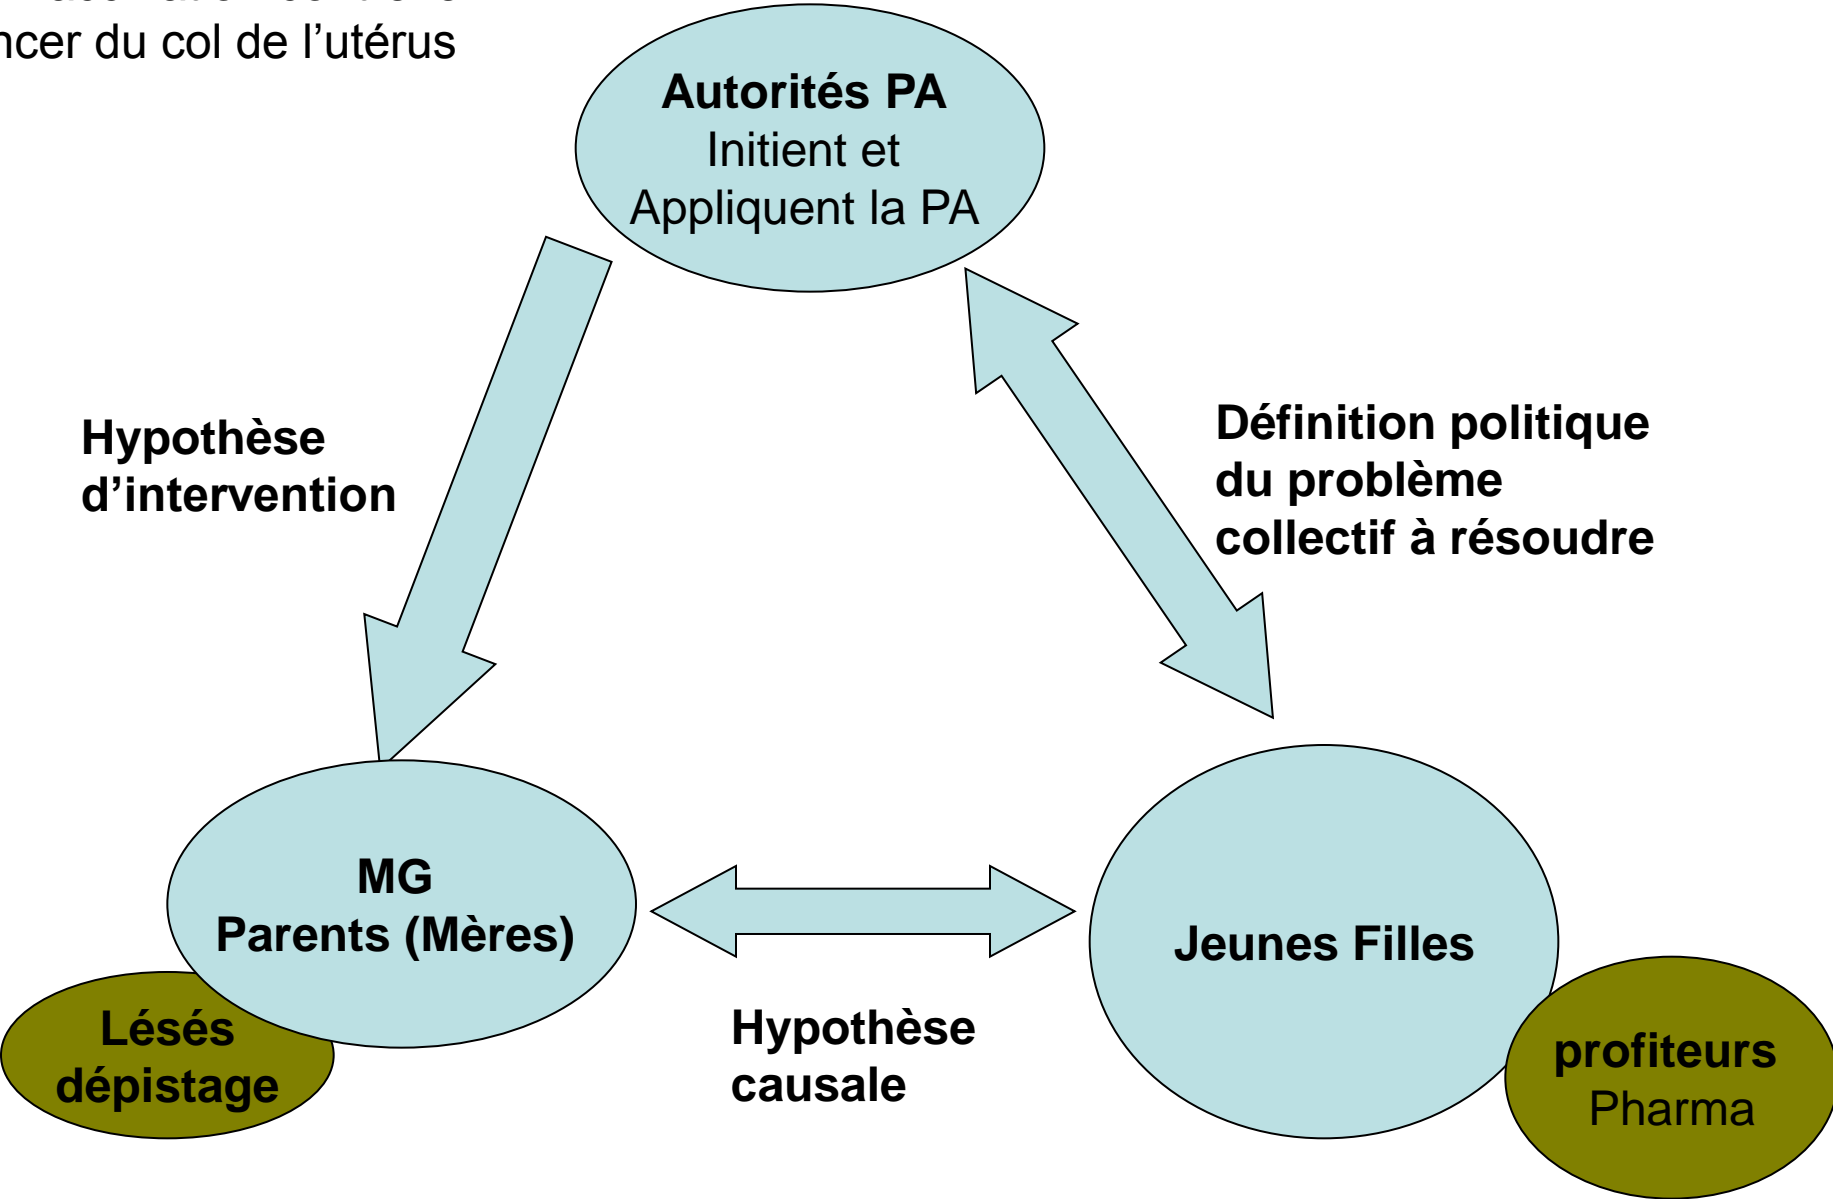 ncer du col de l’utérus
Autorités PA
Initient et
Appliquent la PA
Hypothèse
d’intervention
Définition politique
du problème
collectif à résoudre
MG
Parents (Mères)
Jeunes Filles
Lésés
dépistage
Hypothèse
causale
profiteurs
Pharma